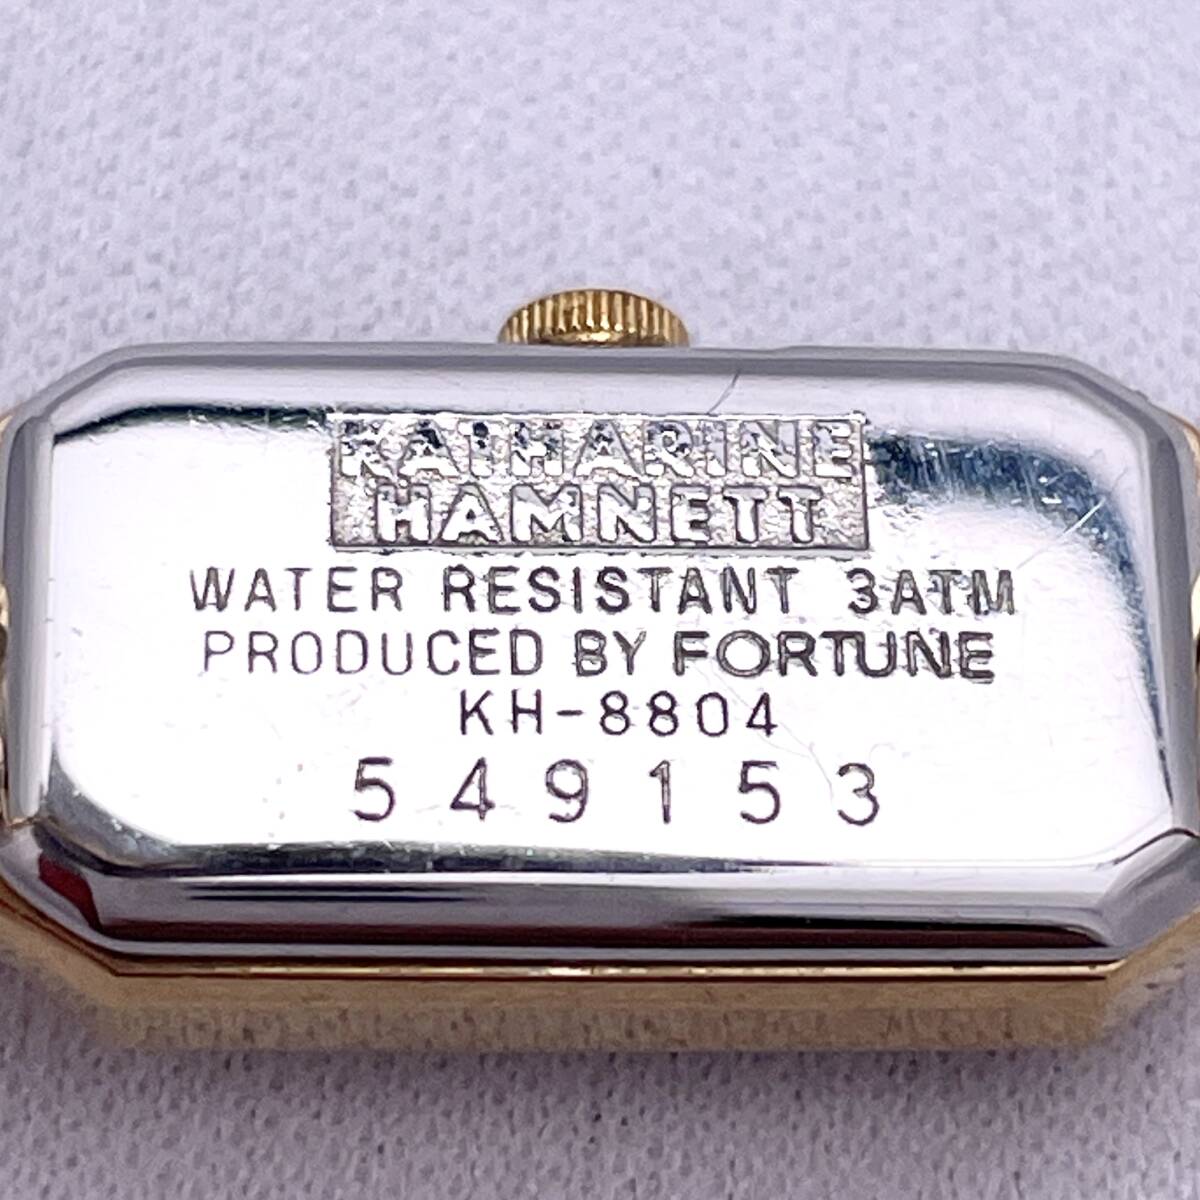 KATHARINE
HAMNETT
WATER RESISTANT 3ATM
PRODUCED BY FORTUNE
KH-8804
549153